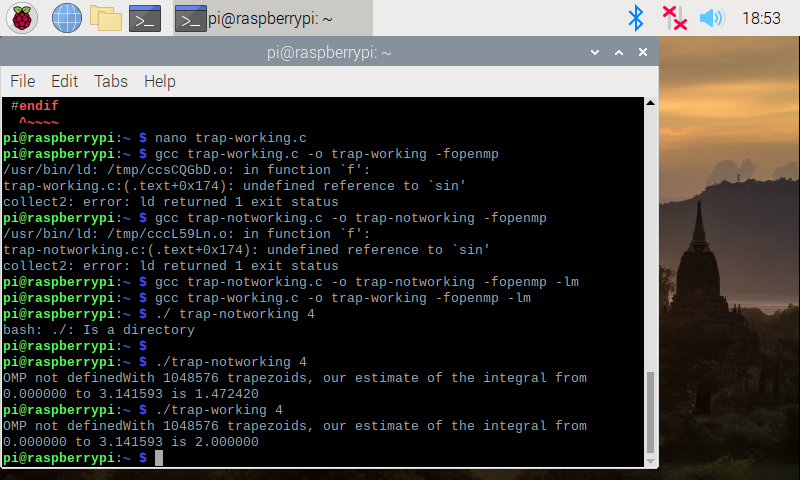 pi@raspberrypi: ~
18:53
pi@raspberrypi: ~
File Edit Tabs Help
#endif
^~~~~
pi@raspberrypi:~ $ nano trap-working.c
pi@raspberrypi:~ $ gcc trap-working.c -o trap-working -fopenmp
/usr/bin/ld: /tmp/ccsCQGbD.o: in function `f':
trap-working.c:(.text+0x174): undefined reference to `sin'
collect2: error: ld returned 1 exit status
pi@raspberrypi:~ $ gcc trap-notworking.c -o trap-notworking -fopenmp
/usr/bin/ld: /tmp/cccL59Ln.o: in function `f':
trap-notworking.c:(.text+0x174): undefined reference to `sin'
collect2: error: ld returned 1 exit status
pi@raspberrypi:~ $ gcc trap-notworking.c -o trap-notworking -fopenmp -lm
pi@raspberrypi:~ $ gcc trap-working.c -o trap-working -fopenmp -lm
pi@raspberrypi:~ $ ./ trap-notworking 4
bash: ./: Is a directory
pi@raspberrypi:~ $
pi@raspberrypi:~ $ ./trap-notworking 4
OMP not definedWith 1048576 trapezoids, our estimate of the integral from
0.000000 to 3.141593 is 1.472420
pi@raspberrypi:~ $ ./trap-working 4
OMP not definedWith 1048576 trapezoids, our estimate of the integral from
0.000000 to 3.141593 is 2.000000
pi@raspberrypi:~ $